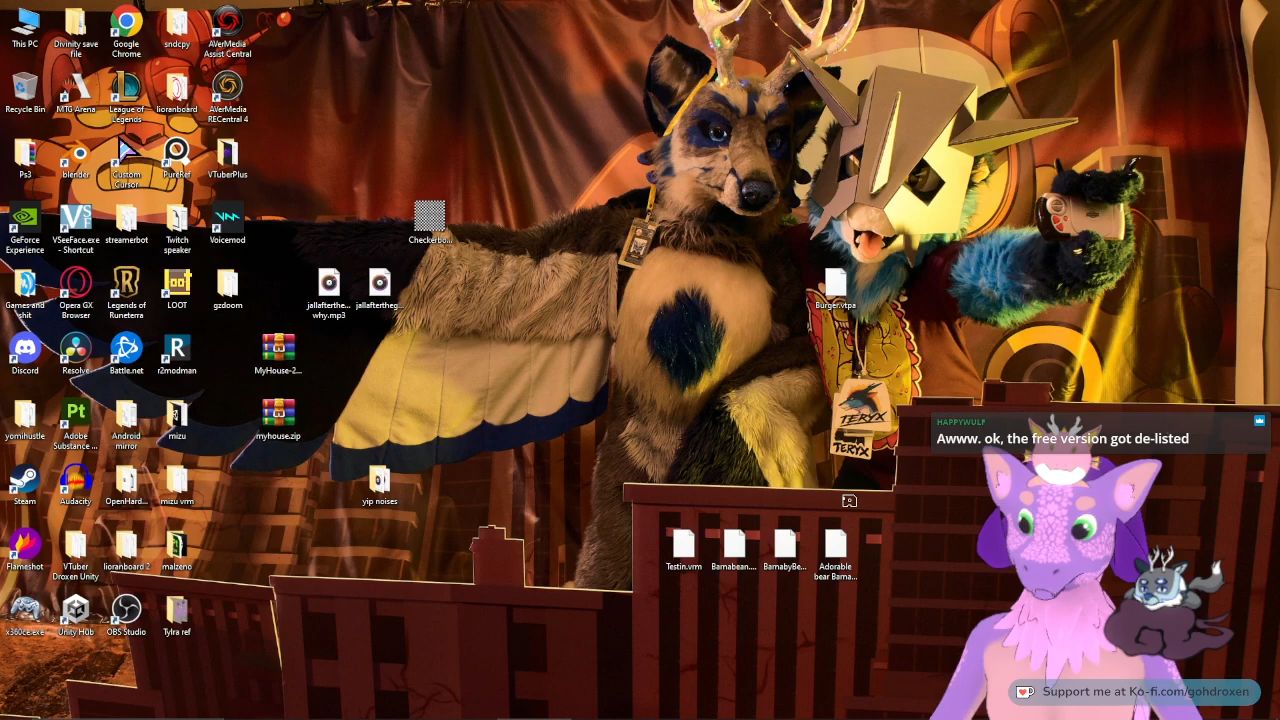 This PC
Divinity save
file
Google
Chrome
sndcpy
AVerMedia
Assist Central
Recycle Bin
MTG Arena
League of
Legends
lioranboard
AVerMedia
RECentral 4
Ps3
blender
Custom
Cursor
PureRef
VTuberPlus
GeForce
Experience
VSeeFace.exe
- Shortcut
streamerbot
Twitch
speaker
Voicemod
Checkerbo...
Games and
shit
Opera GX
Browser
Legends of
Runeterra
LOOT
gzdoom
jallafterthe...
why.mp3
jallaftertheg...
Burger.vtpa
Discord
Resolve
Battle.net
r2modman
MyHouse-2...
yomihustle
Adobe
Substance ...
Android
mirror
mizu
myhouse.zip
TERYX
TERYX
HAPPYWULF
Awww. ok, the free version got de-listed
Steam
Audacity
OpenHard...
mizu vrm
yip noises
Flameshot
VTuber
Droxen Unity
lioranboard 2
malzeno
Testin.vrm
Barnabean....
BarnabyBe...
Adorable
bear Barna...
x360ce.exe
Unity Hub
OBS Studio
Tylra ref
Support me at Ko-fi.com/gohdroxen